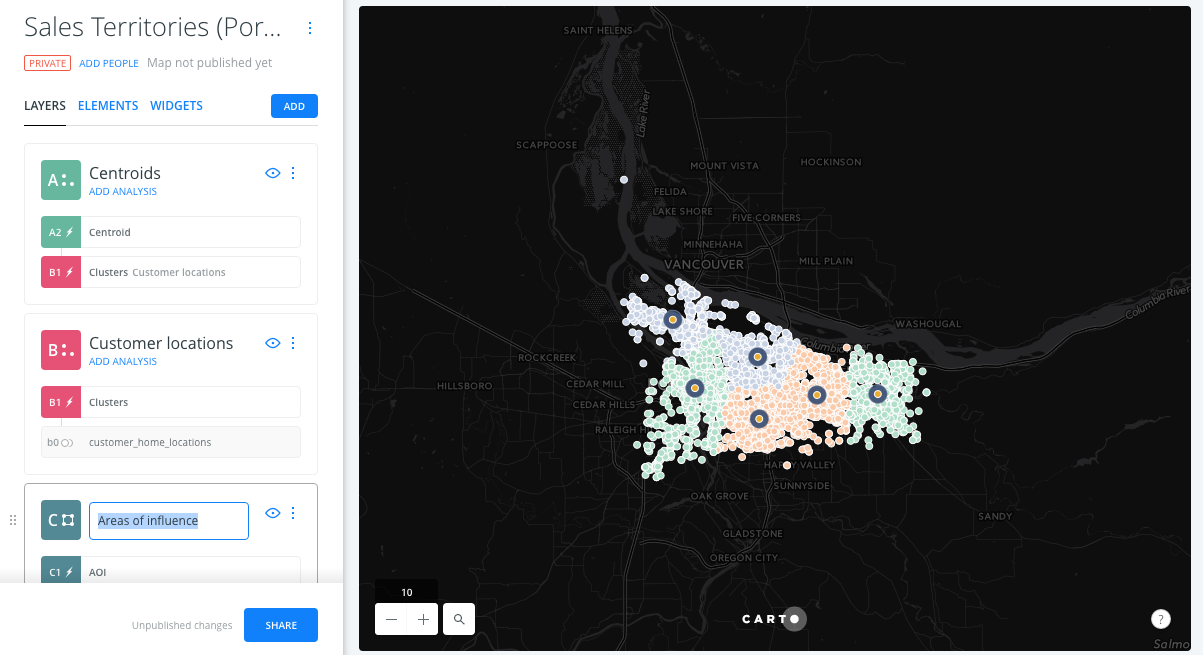 Sales Territories (Por...
PRIVATE ADD PEOPLE Map not published yet
LAYERS ELEMENTS WIDGETS ADD
A Centroids
ADD ANALYSIS
A2 Centroid
B1 Clusters Customer locations
B Customer locations
ADD ANALYSIS
B1 Clusters
b0 customer_home_locations
C Areas of influence
C1 AOI
Unpublished changes SHARE
SAINT HELENS
Lake River
SCAPPOOSE
MOUNT VISTA
HOCKINSON
FELIDA
LAKE SHORE
FIVE CORNERS
MINNEHAHA
VANCOUVER
MILL PLAIN
Columbia River
WASHOUGAL
ROCKCREEK
HILLSBORO
CEDAR MILL
CEDAR HILLS
RALEIGH H
HAPPY VALLEY
SUNNYSIDE
OAK GROVE
SANDY
GLADSTONE
OREGON CITY
10
CARTO
?
Salmo